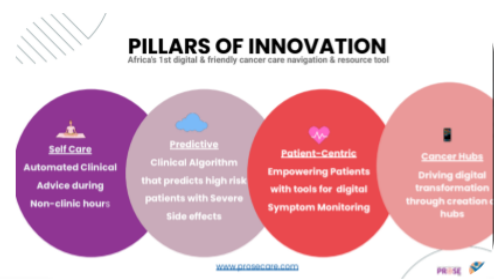 PILLARS OF INNOVATION
Africa's 1st digital & friendly cancer care navigation & resource tool
Self Care
Automated Clinical
Advice during
Non-clinic hours
Predictive
Clinical Algorithm
that predicts high risk
patients with Severe
Side effects
Patient-Centric
Empowering Patients
with tools for digital
Symptom Monitoring
Cancer Hubs
Driving digital
transformation
through creation
hubs
www.prosecare.com
PROSE